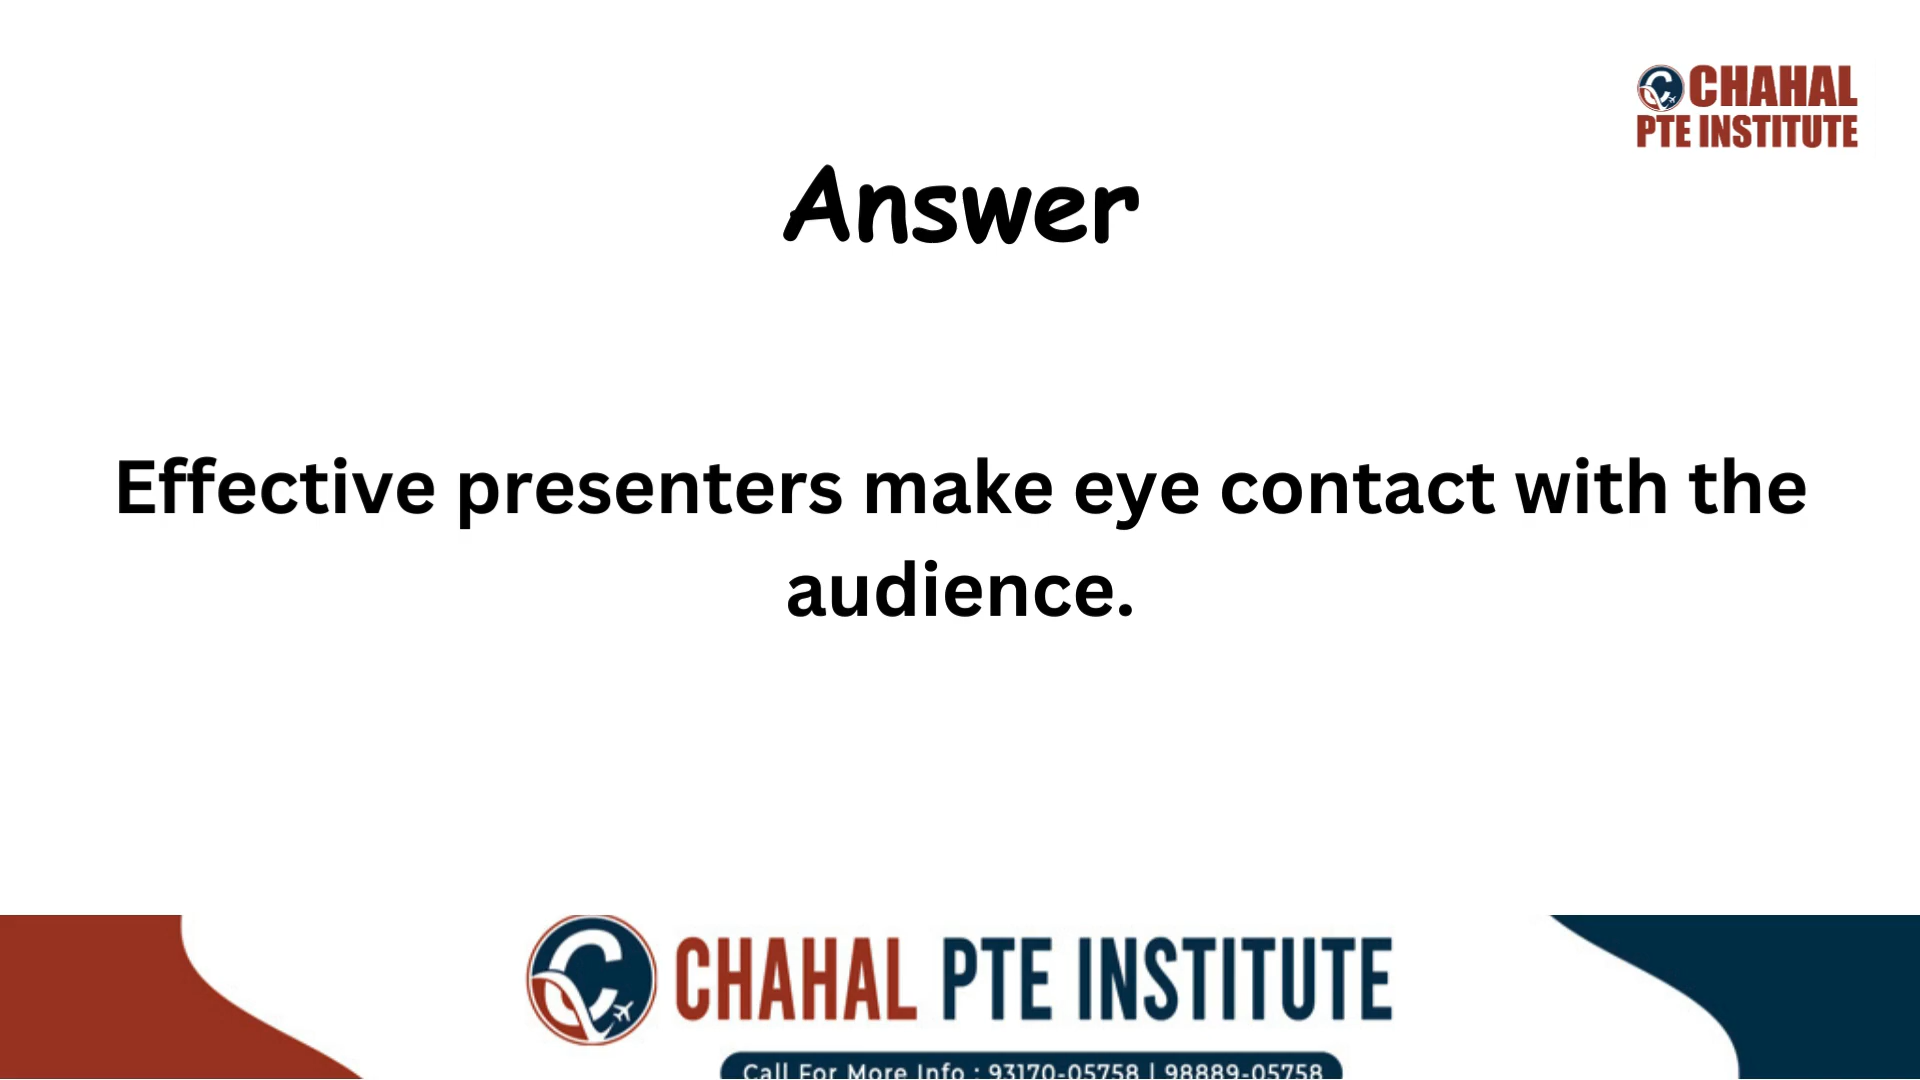 CHAHAL
PTE INSTITUTE
Answer
Effective presenters make eye contact with the
audience.
CHAHAL PTE INSTITUTE
Call For More Info : 93170-05758 | 98889-05758